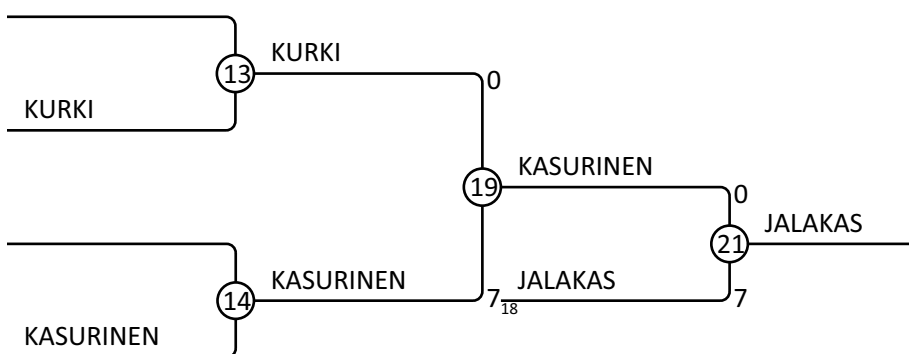 KURKI
13
0
KURKI
KASURINEN
19
0
JALAKAS
21
KASURINEN
JALAKAS
14
7
18
7
KASURINEN